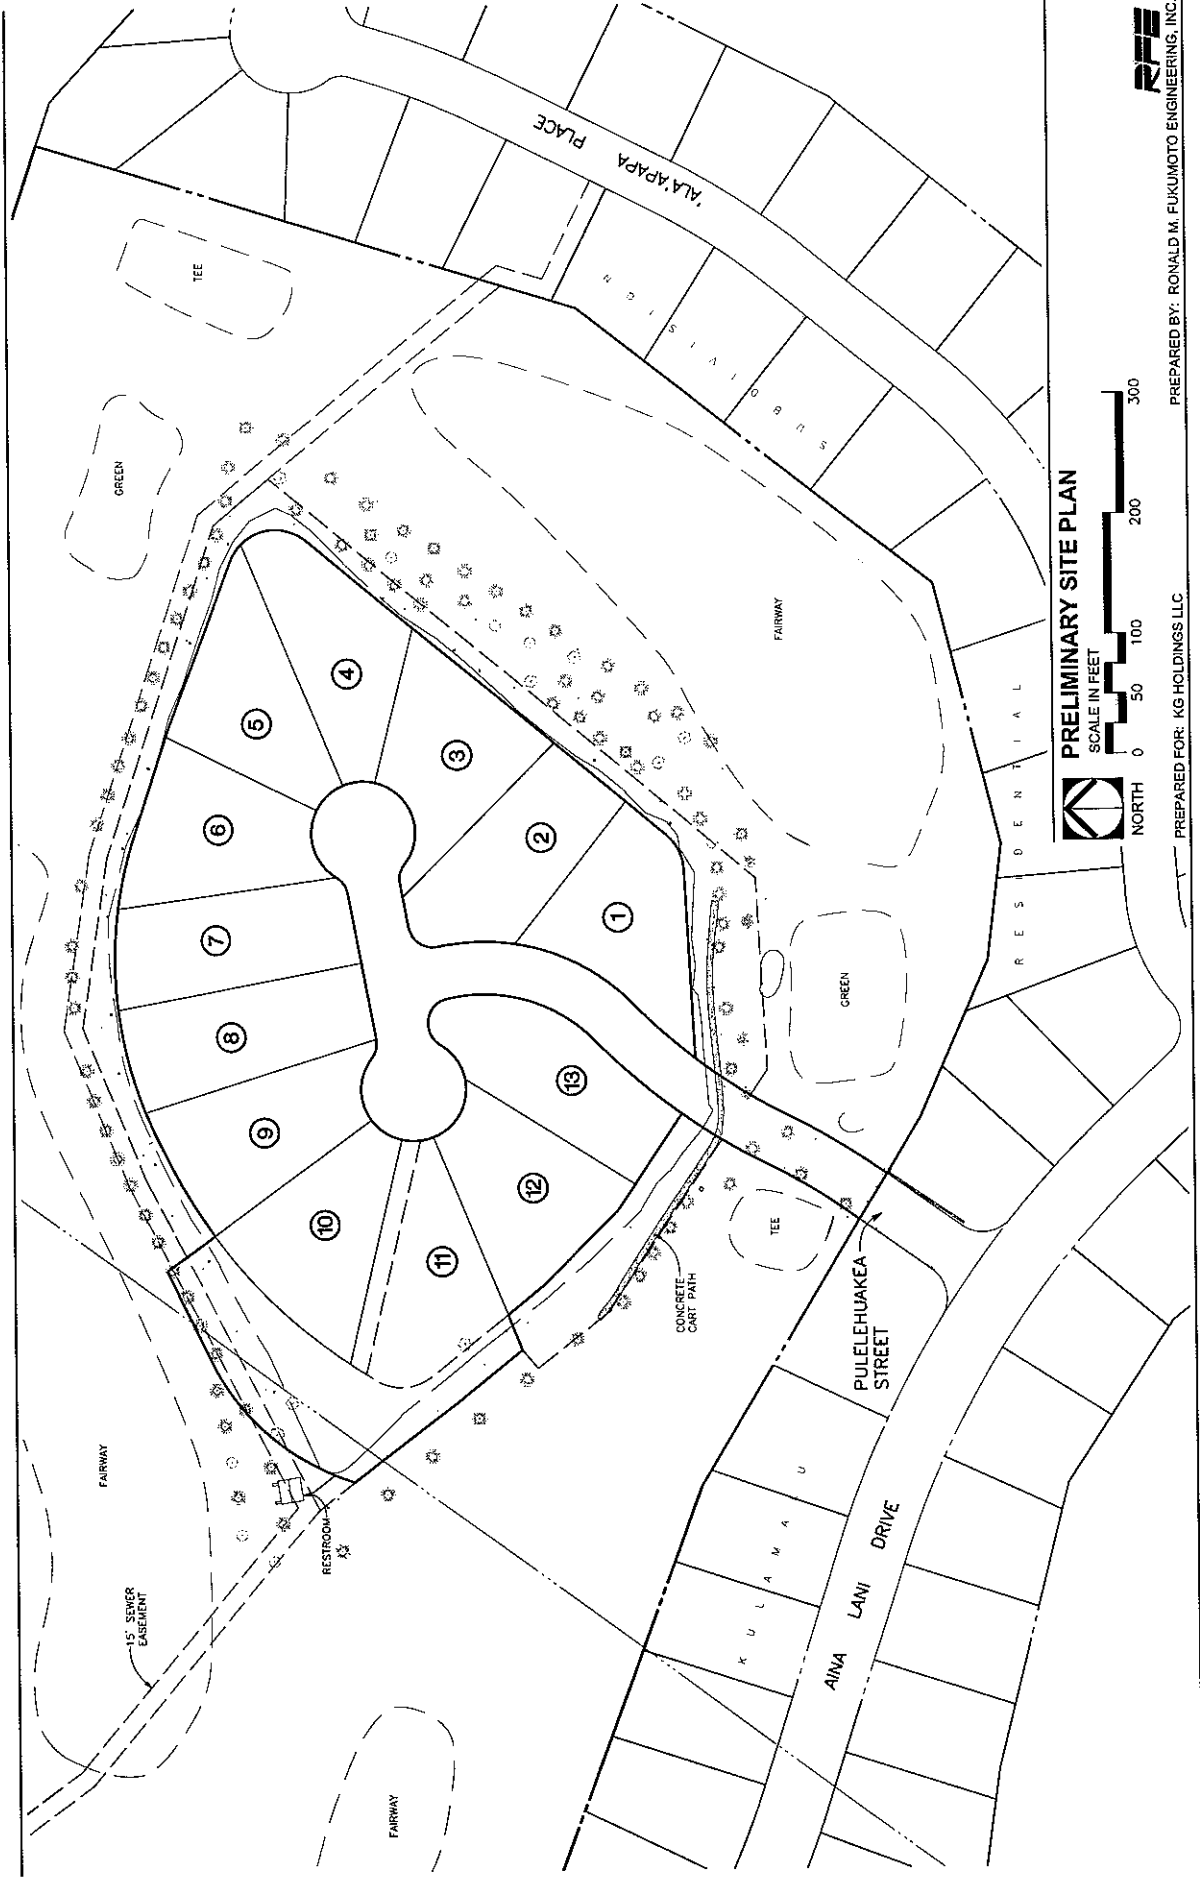 FAIRWAY
15' SEWER
EASEMENT
FAIRWAY
RESTROOM
GREEN
TEE
1
2
3
4
5
6
7
8
9
10
11
12
13
CONCRETE
CART PATH
TEE
GREEN
FAIRWAY
PULELEHUAKEA
STREET
AINA LANI DRIVE
'ALA'APAPA PLACE
KULAMALU
RESIDENTIAL
SUBDIVISION
NORTH
PRELIMINARY SITE PLAN
SCALE IN FEET
0 50 100 200 300
PREPARED FOR: KG HOLDINGS LLC
PREPARED BY: RONALD M. FUKUMOTO ENGINEERING, INC.
RFE